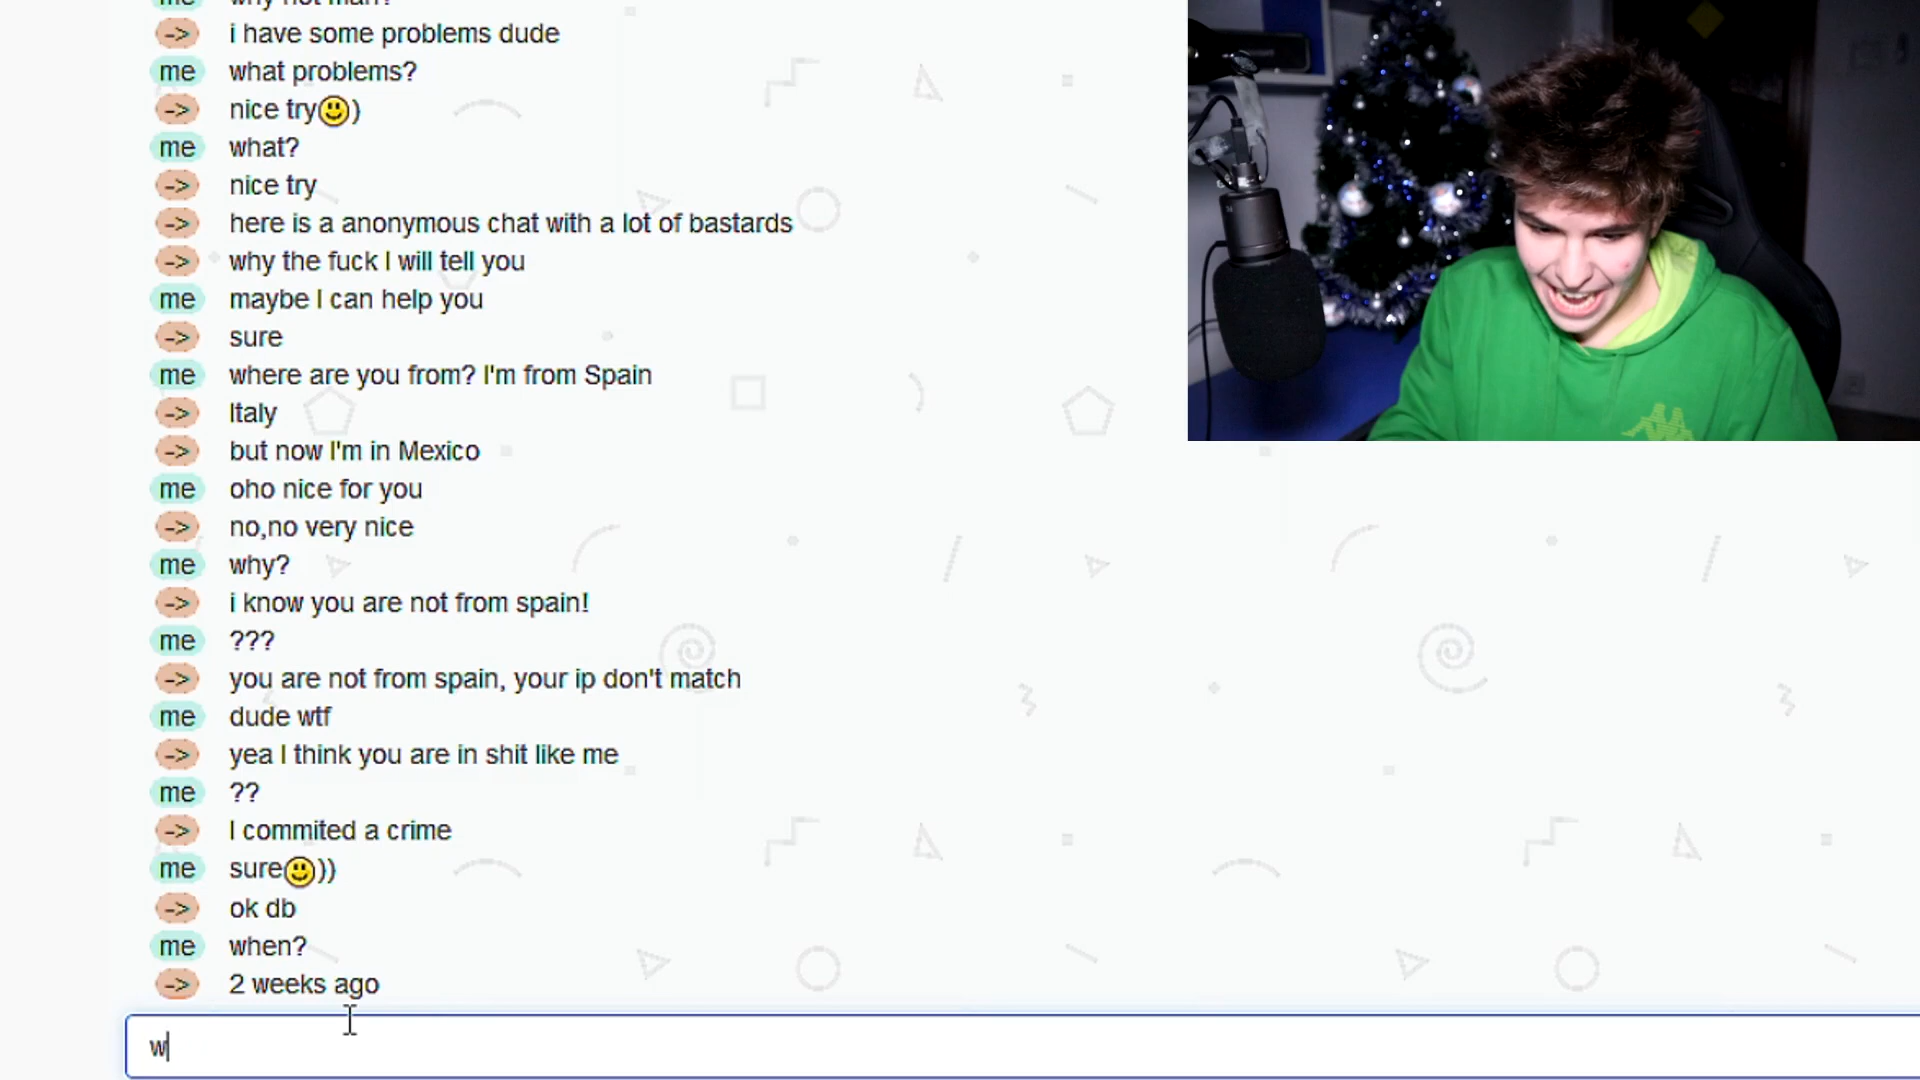 me why not man?
-> i have some problems dude
me what problems?
-> nice try)
me what?
-> nice try
-> here is a anonymous chat with a lot of bastards
-> why the fuck I will tell you
me maybe I can help you
-> sure
me where are you from? I'm from Spain
-> Italy
-> but now I'm in Mexico
me oho nice for you
-> no,no very nice
me why?
-> i know you are not from spain!
me ???
-> you are not from spain, your ip don't match
me dude wtf
-> yea I think you are in shit like me
me ??
-> I commited a crime
me sure))
-> ok db
me when?
-> 2 weeks ago
w